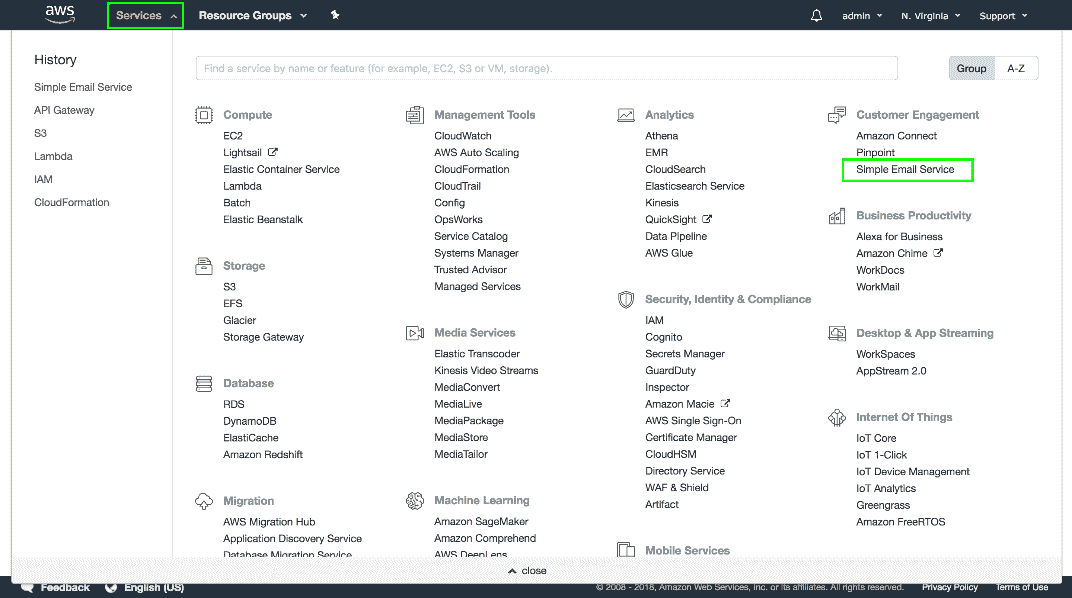 aws
Services
Resource Groups
admin
N. Virginia
Support
History
Simple Email Service
API Gateway
S3
Lambda
IAM
CloudFormation
Find a service by name or feature (for example, EC2, S3 or VM, storage).
Group
A-Z
Compute
EC2
Lightsail
Elastic Container Service
Lambda
Batch
Elastic Beanstalk
Storage
S3
EFS
Glacier
Storage Gateway
Database
RDS
DynamoDB
ElastiCache
Amazon Redshift
Migration
AWS Migration Hub
Application Discovery Service
Database Migration Service
Management Tools
CloudWatch
AWS Auto Scaling
CloudFormation
CloudTrail
Config
OpsWorks
Service Catalog
Systems Manager
Trusted Advisor
Managed Services
Media Services
Elastic Transcoder
Kinesis Video Streams
MediaConvert
MediaLive
MediaPackage
MediaStore
MediaTailor
Machine Learning
Amazon SageMaker
Amazon Comprehend
AWS DeepLens
Analytics
Athena
EMR
CloudSearch
Elasticsearch Service
Kinesis
QuickSight
Data Pipeline
AWS Glue
Security, Identity & Compliance
IAM
Cognito
Secrets Manager
GuardDuty
Inspector
Amazon Macie
AWS Single Sign-On
Certificate Manager
CloudHSM
Directory Service
WAF & Shield
Artifact
Mobile Services
Customer Engagement
Amazon Connect
Pinpoint
Simple Email Service
Business Productivity
Alexa for Business
Amazon Chime
WorkDocs
WorkMail
Desktop & App Streaming
WorkSpaces
AppStream 2.0
Internet Of Things
IoT Core
IoT 1-Click
IoT Device Management
IoT Analytics
Greengrass
Amazon FreeRTOS
close
Feedback
English (US)
© 2008 - 2018, Amazon Web Services, Inc. or its affiliates. All rights reserved.
Privacy Policy
Terms of Use